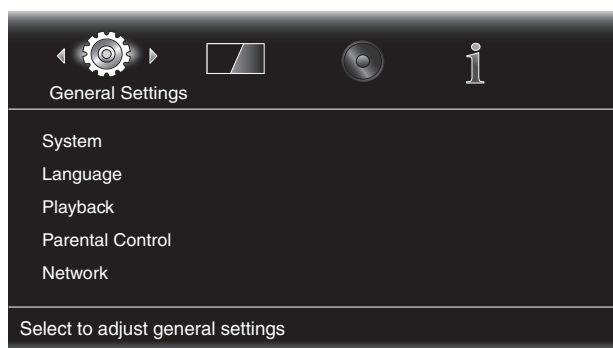 General Settings
System
Language
Playback
Parental Control
Network
Select to adjust general settings